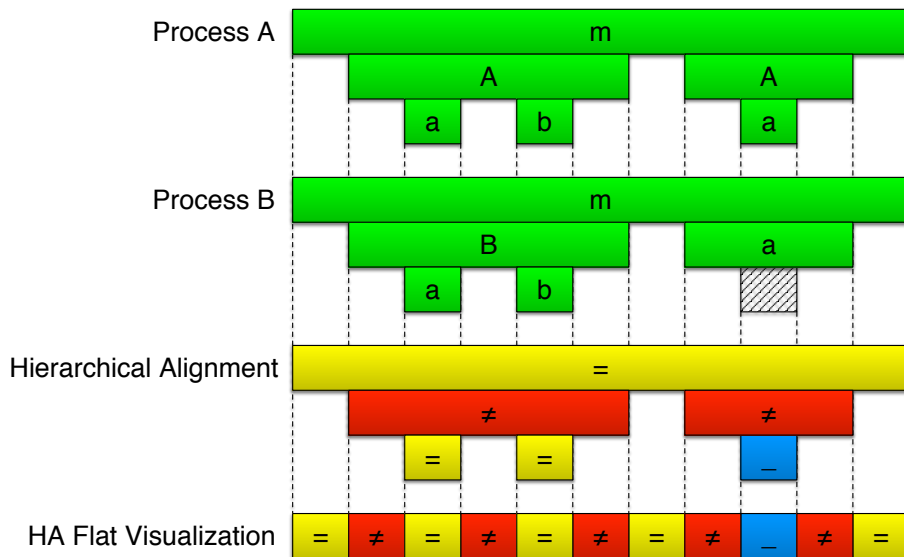 Process A
m
A A
a b a
Process B
m
B a
a b
Hierarchical Alignment
=
≠ ≠
= = _
HA Flat Visualization
= ≠ = ≠ = ≠ = ≠ _ ≠ =